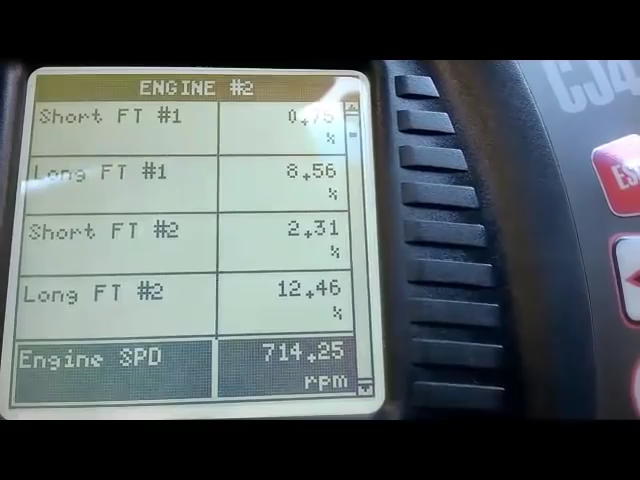 ENGINE #2
Short FT #1 0.75
%
Long FT #1 8.56
%
Short FT #2 2.31
%
Long FT #2 12.46
%
Engine SPD 714.25
rpm